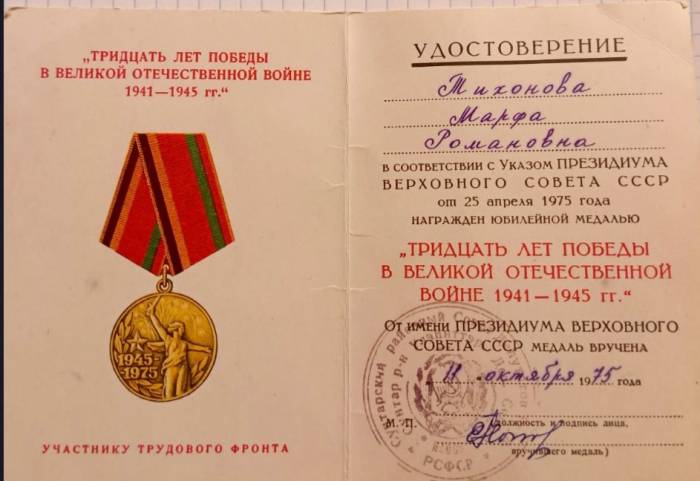 „ТРИДЦАТЬ ЛЕТ ПОБЕДЫ
В ВЕЛИКОЙ ОТЕЧЕСТВЕННОЙ ВОЙНЕ
1941—1945 гг.“
1945-
-1975
УЧАСТНИКУ ТРУДОВОГО ФРОНТА
УДОСТОВЕРЕНИЕ
Тихонова
Марфа
Романовна
В СООТВЕТСТВИИ С УКАЗОМ ПРЕЗИДИУМА
ВЕРХОВНОГО СОВЕТА СССР
от 25 апреля 1975 года
НАГРАЖДЕН ЮБИЛЕЙНОЙ МЕДАЛЬЮ
„ТРИДЦАТЬ ЛЕТ ПОБЕДЫ
В ВЕЛИКОЙ ОТЕЧЕСТВЕННОЙ
ВОЙНЕ 1941—1945 гг.“
От имени ПРЕЗИДИУМА ВЕРХОВНОГО
СОВЕТА СССР МЕДАЛЬ ВРУЧЕНА
11 октября 1975 года
М. П.
(должность и подпись лица,
вручившего медаль)
Сунтарский районный Совет
РСФСР